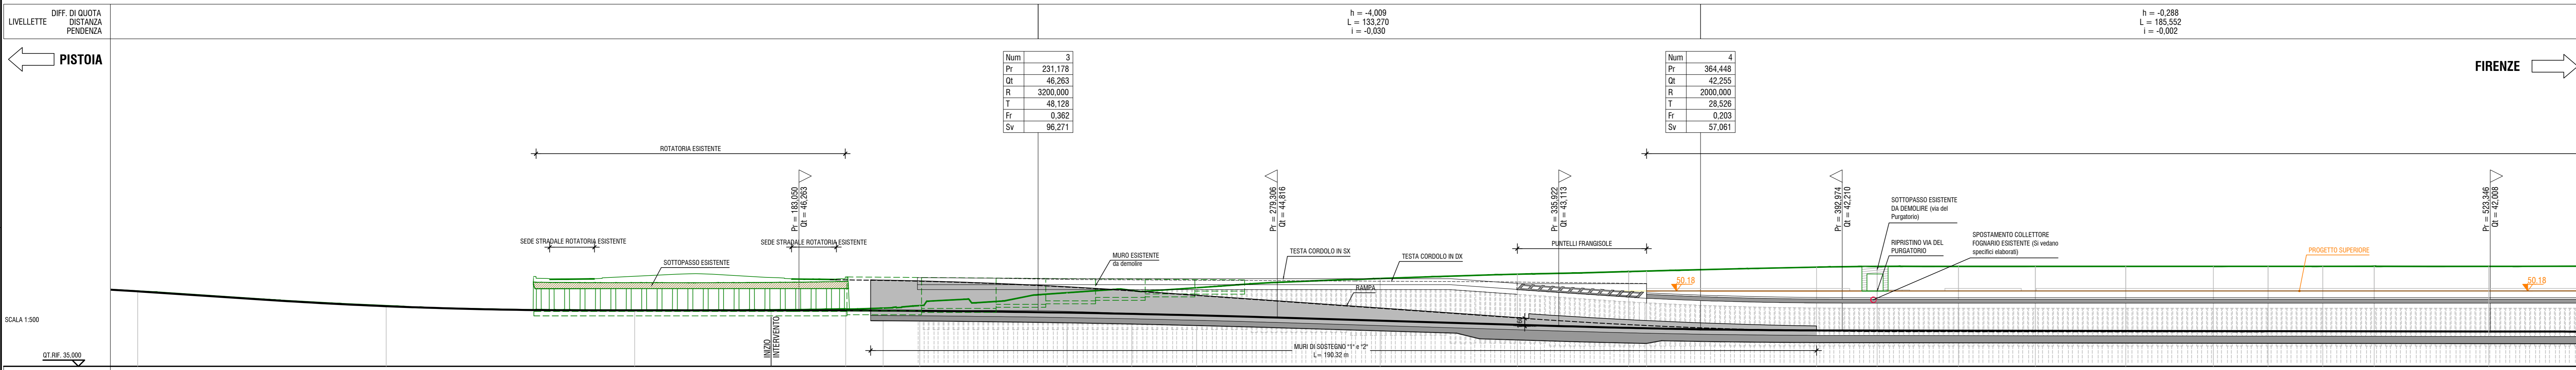 LIVELLETTE
DIFF. DI QUOTA
DISTANZA
PENDENZA
h = -4,009
L = 133,270
i = -0,030
h = -0,288
L = 185,552
i = -0,002
PISTOIA
FIRENZE
Num 3
Pr 231,178
Qt 46,263
R 3200,000
T 48,128
Fr 0,362
Sv 96,271
Num 4
Pr 364,448
Qt 42,255
R 2000,000
T 28,526
Fr 0,203
Sv 57,061
ROTATORIA ESISTENTE
Pr = 183,050
Qt = 46,263
Pr = 279,306
Qt = 44,816
Pr = 335,922
Qt = 43,113
Pr = 392,974
Qt = 42,210
Pr = 523,346
Qt = 42,008
SEDE STRADALE ROTATORIA ESISTENTE
SEDE STRADALE ROTATORIA ESISTENTE
SOTTOPASSO ESISTENTE
MURO ESISTENTE
da demolire
TESTA CORDOLO IN SX
TESTA CORDOLO IN DX
PUNTELLI FRANGISOLE
RAMPA
SOTTOPASSO ESISTENTE
DA DEMOLIRE (via del
Purgatorio)
RIPRISTINO VIA DEL
PURGATORIO
SPOSTAMENTO COLLETTORE
FOGNARIO ESISTENTE (Si vedano
specifici elaborati)
PROGETTO SUPERIORE
50.18
50.18
SCALA 1:500
INIZIO
INTERVENTO
MURI DI SOSTEGNO "1" e "2"
L= 190.32 m
QT.RIF. 35.000